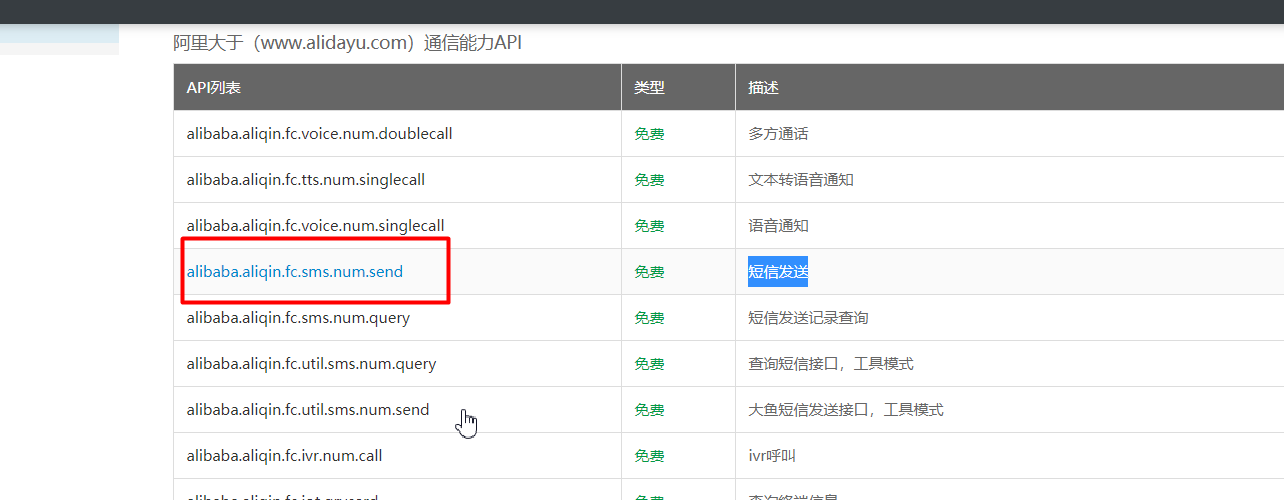 阿里大于（www.alidayu.com）通信能力API
API列表 类型 描述
alibaba.aliqin.fc.voice.num.doublecall 免费 多方通话
alibaba.aliqin.fc.tts.num.singlecall 免费 文本转语音通知
alibaba.aliqin.fc.voice.num.singlecall 免费 语音通知
alibaba.aliqin.fc.sms.num.send 免费 短信发送
alibaba.aliqin.fc.sms.num.query 免费 短信发送记录查询
alibaba.aliqin.fc.util.sms.num.query 免费 查询短信接口，工具模式
alibaba.aliqin.fc.util.sms.num.send 免费 大鱼短信发送接口，工具模式
alibaba.aliqin.fc.ivr.num.call 免费 ivr呼叫
免费 查询终端信息